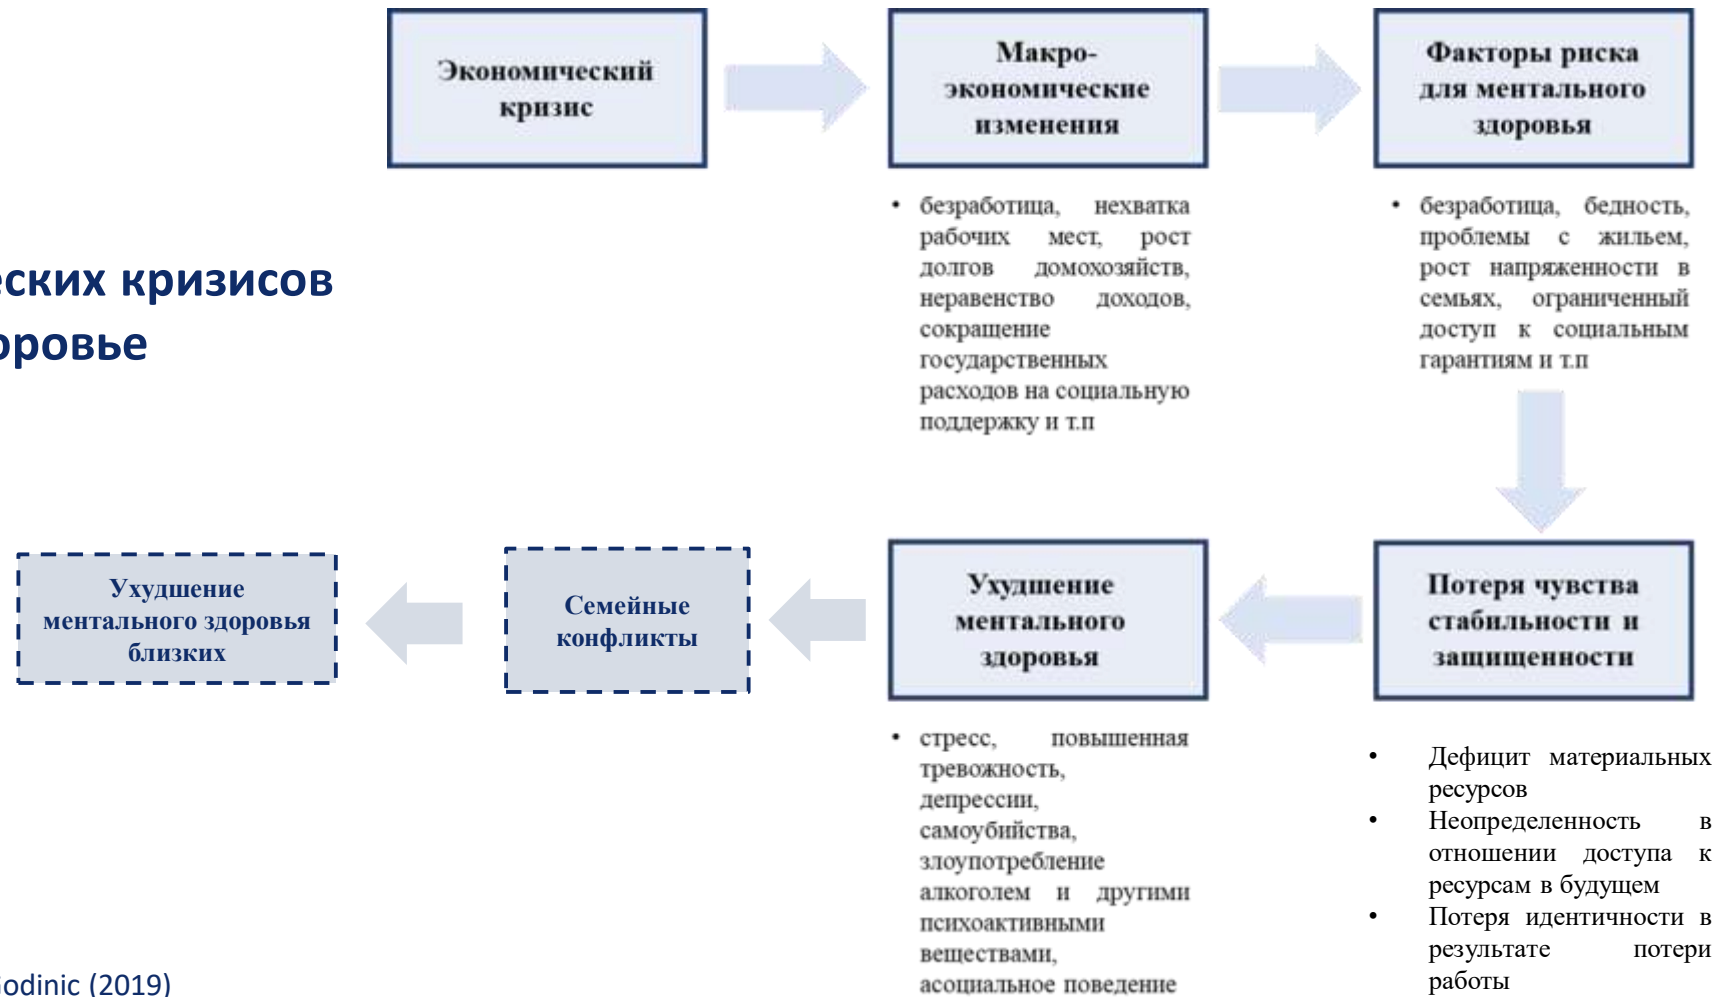 Экономический
кризис
Макро-
экономические
изменения
Факторы риска
для ментального
здоровья
• безработица, нехватка
рабочих мест, рост
долгов домохозяйств,
неравенство доходов,
сокращение
государственных
расходов на социальную
поддержку и т.п
• безработица, бедность,
проблемы с жильем,
рост напряженности в
семьях, ограниченный
доступ к социальным
гарантиям и т.п
еских кризисов
оровье
Ухудшение
ментального здоровья
близких
Семейные
конфликты
Ухудшение
ментального
здоровья
Потеря чувства
стабильности и
защищенности
• стресс, повышенная
тревожность,
депрессии,
самоубийства,
злоупотребление
алкоголем и другими
психоактивными
веществами,
асоциальное поведение
• Дефицит материальных
ресурсов
• Неопределенность в
отношении доступа к
ресурсам в будущем
• Потеря идентичности в
результате потери
работы
Godinic (2019)